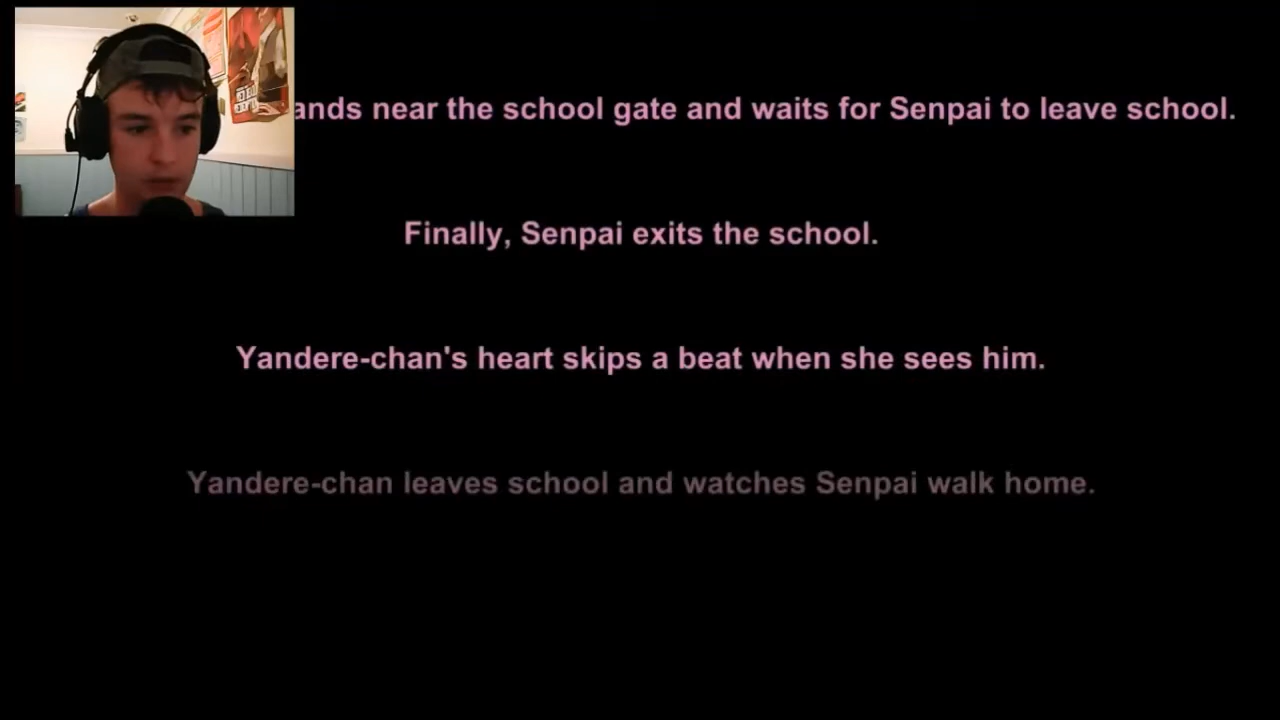 near the school gate and waits for Senpai to leave school.
Finally, Senpai exits the school.
Yandere-chan's heart skips a beat when she sees him.
Yandere-chan leaves school and watches Senpai walk home.